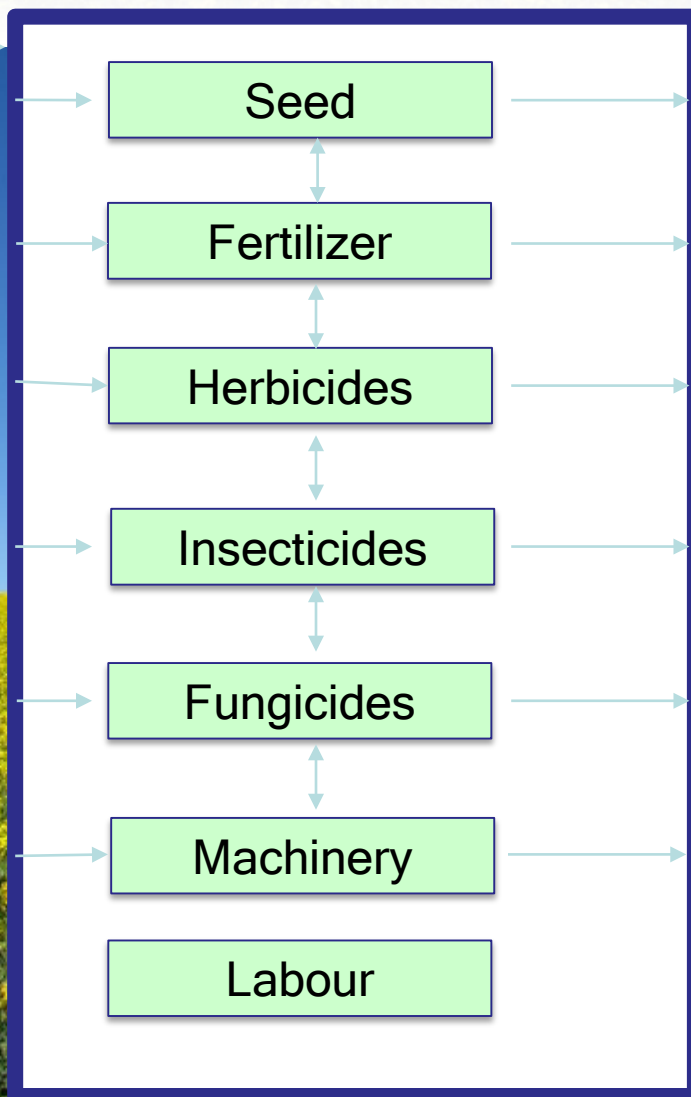 Seed
Fertilizer
Herbicides
Insecticides
Fungicides
Machinery
Labour